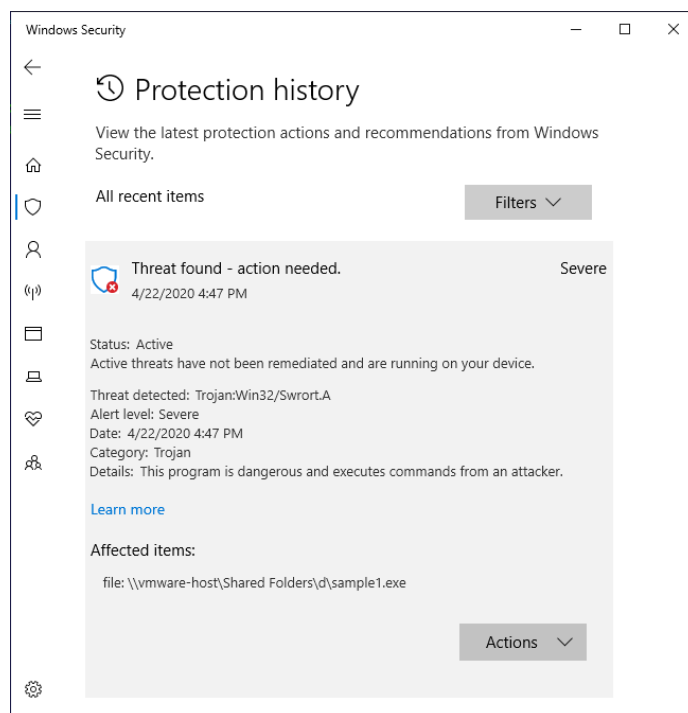 Windows Security
Protection history
View the latest protection actions and recommendations from Windows
Security.
All recent items
Filters
Threat found - action needed.
Severe
4/22/2020 4:47 PM
Status: Active
Active threats have not been remediated and are running on your device.
Threat detected: Trojan:Win32/Swrort.A
Alert level: Severe
Date: 4/22/2020 4:47 PM
Category: Trojan
Details: This program is dangerous and executes commands from an attacker.
Learn more
Affected items:
file: \\vmware-host\Shared Folders\d\sample1.exe
Actions